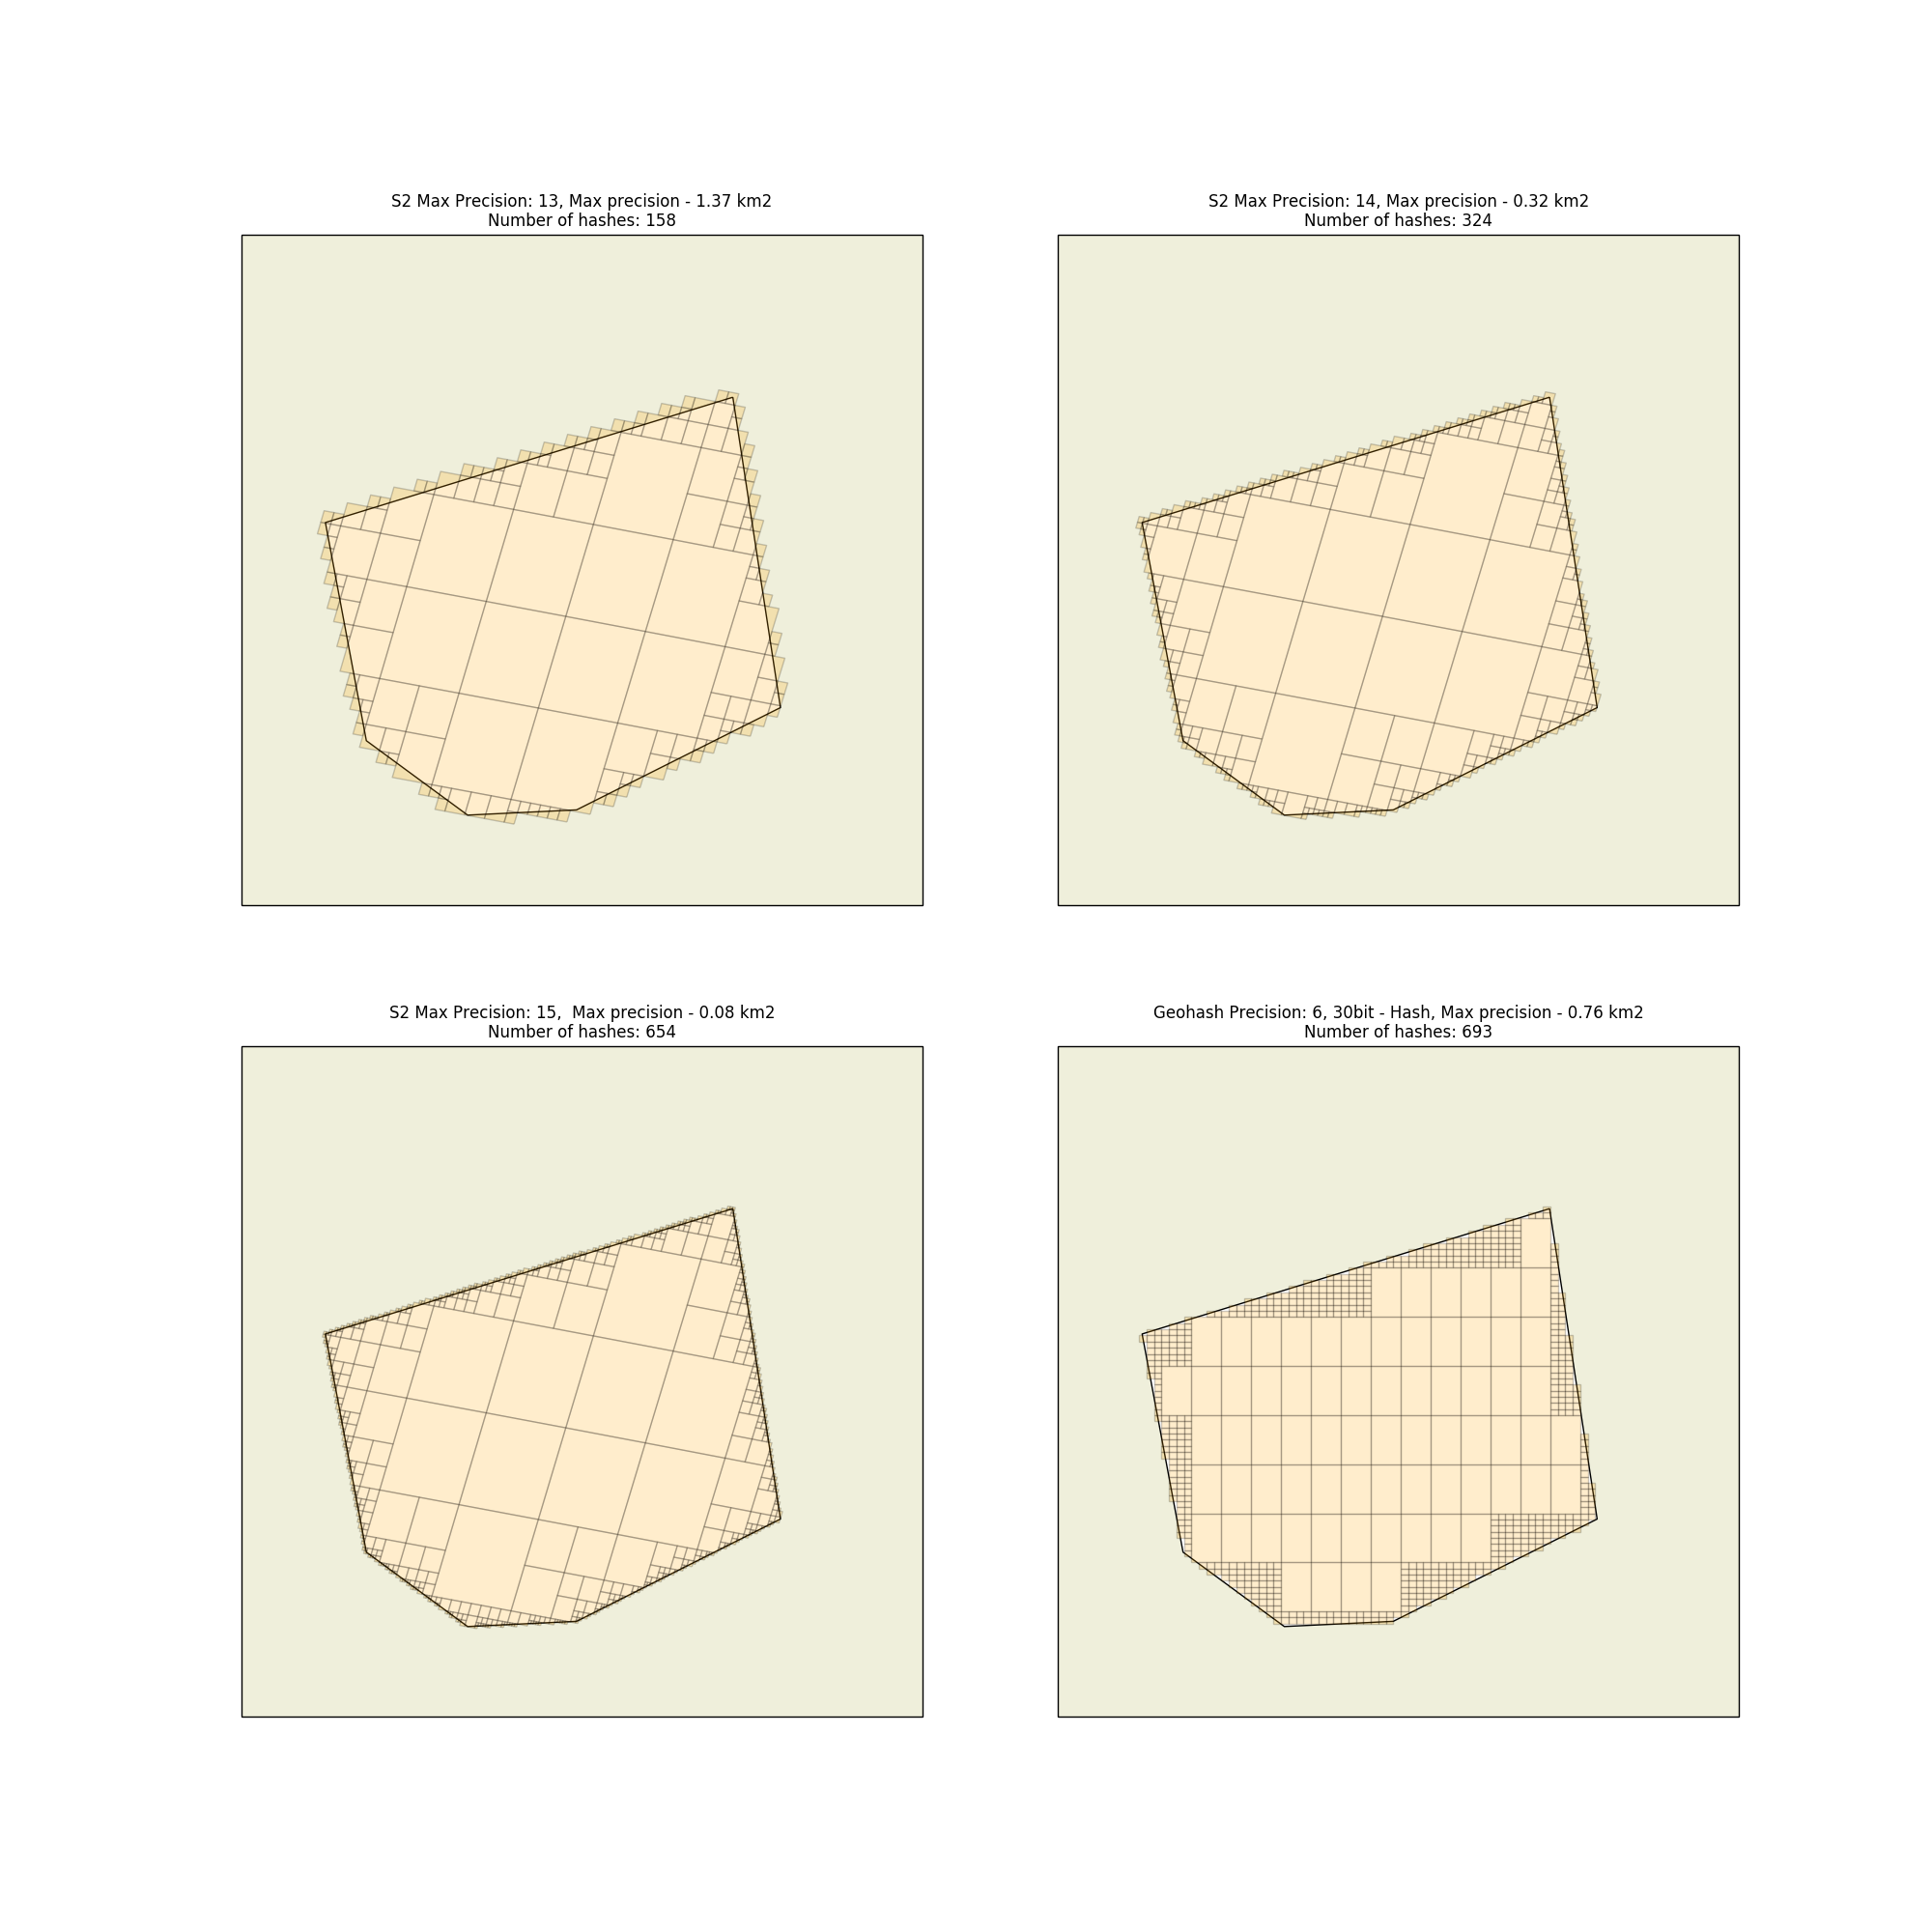 S2 Max Precision: 13, Max precision - 1.37 km2
Number of hashes: 158
S2 Max Precision: 14, Max precision - 0.32 km2
Number of hashes: 324
S2 Max Precision: 15,  Max precision - 0.08 km2
Number of hashes: 654
Geohash Precision: 6, 30bit - Hash, Max precision - 0.76 km2
Number of hashes: 693